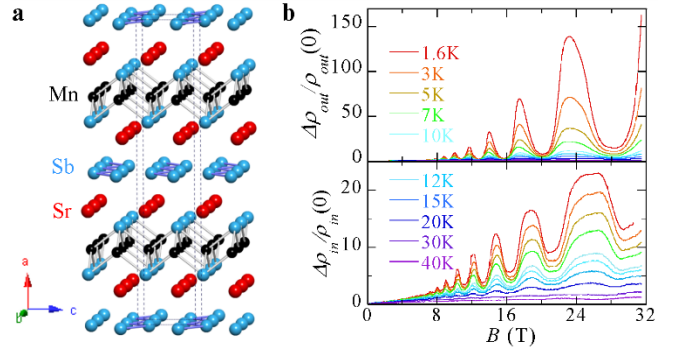 a
Mn
Sb
Sr
a
b
c
b
Δρout/ρout(0)
150
100
50
0
1.6K
3K
5K
7K
10K
Δρin/ρin(0)
20
10
0
12K
15K
20K
30K
40K
0 8 16 24 32
B (T)